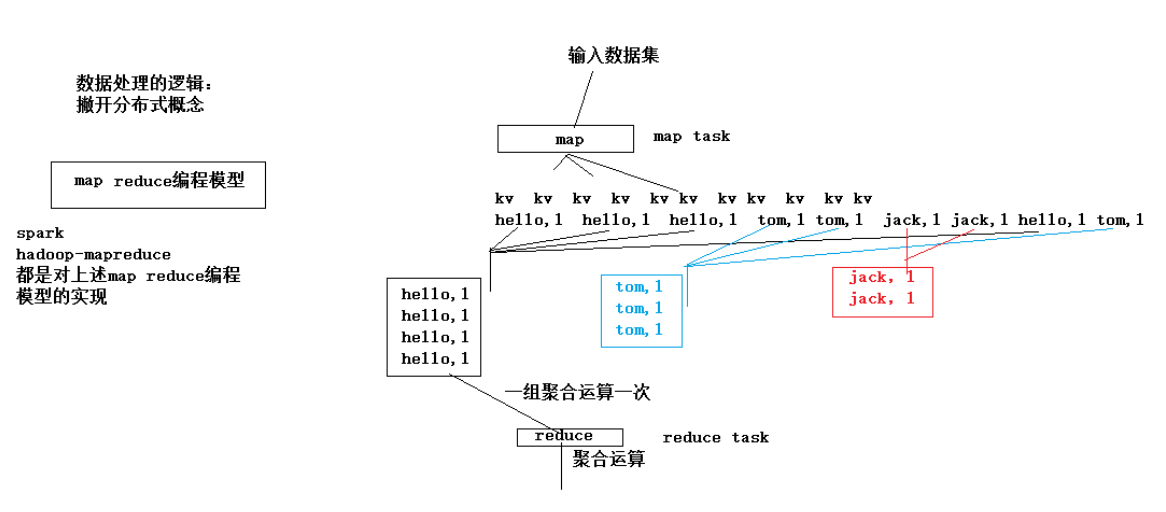 输入数据集
数据处理的逻辑：
撇开分布式概念
map
map task
map reduce编程模型
kv kv kv kv kv kv kv kv kv kv kv
hello,1 hello,1 hello,1 tom,1 tom,1 jack,1 jack,1 hello,1 tom,1
spark
hadoop-mapreduce
都是对上述map reduce编程
模型的实现
hello,1
hello,1
hello,1
hello,1
tom,1
tom,1
tom,1
jack, 1
jack, 1
一组聚合运算一次
reduce
reduce task
聚合运算